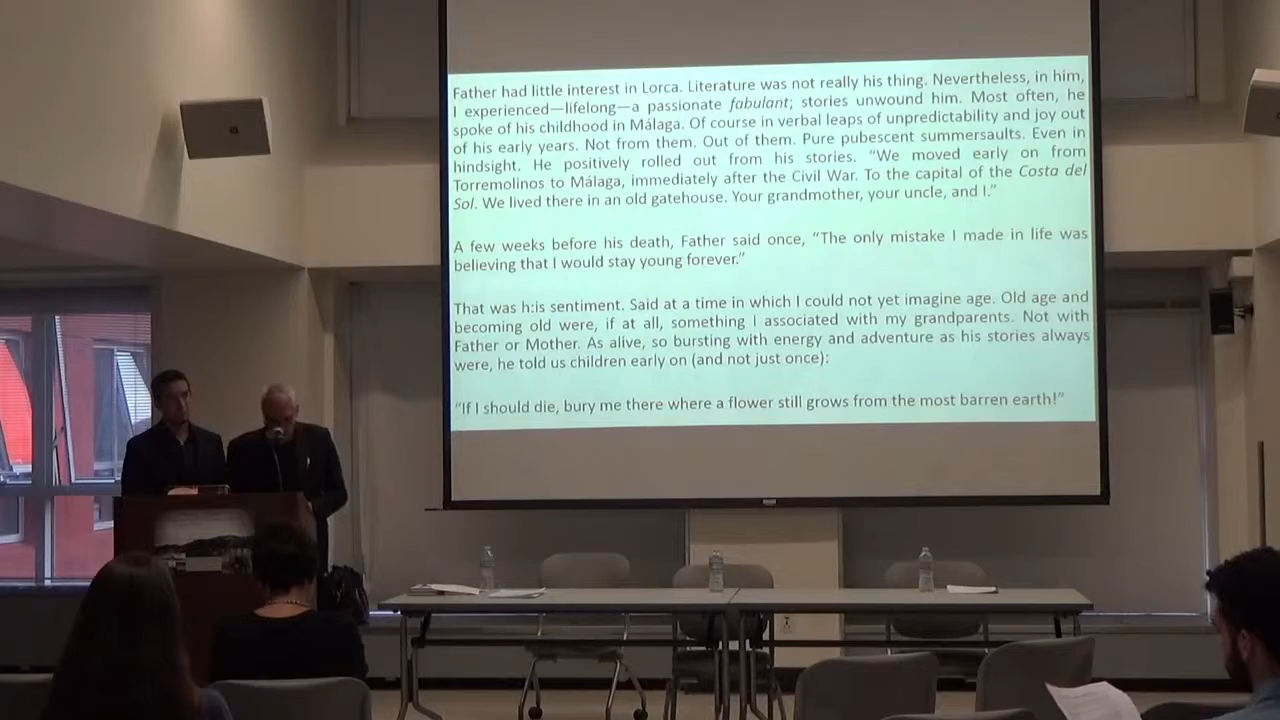 Father had little interest in Lorca. Literature was not really his thing. Nevertheless, in him,
I experienced—lifelong—a passionate fabulant; stories unwound him. Most often, he
spoke of his childhood in Málaga. Of course in verbal leaps of unpredictability and joy out
of his early years. Not from them. Out of them. Pure pubescent summersaults. Even in
hindsight. He positively rolled out from his stories. “We moved early on from
Torremolinos to Málaga, immediately after the Civil War. To the capital of the Costa del
Sol. We lived there in an old gatehouse. Your grandmother, your uncle, and I.”
A few weeks before his death, Father said once, “The only mistake I made in life was
believing that I would stay young forever.”
That was h:is sentiment. Said at a time in which I could not yet imagine age. Old age and
becoming old were, if at all, something I associated with my grandparents. Not with
Father or Mother. As alive, so bursting with energy and adventure as his stories always
were, he told us children early on (and not just once):
“If I should die, bury me there where a flower still grows from the most barren earth!”